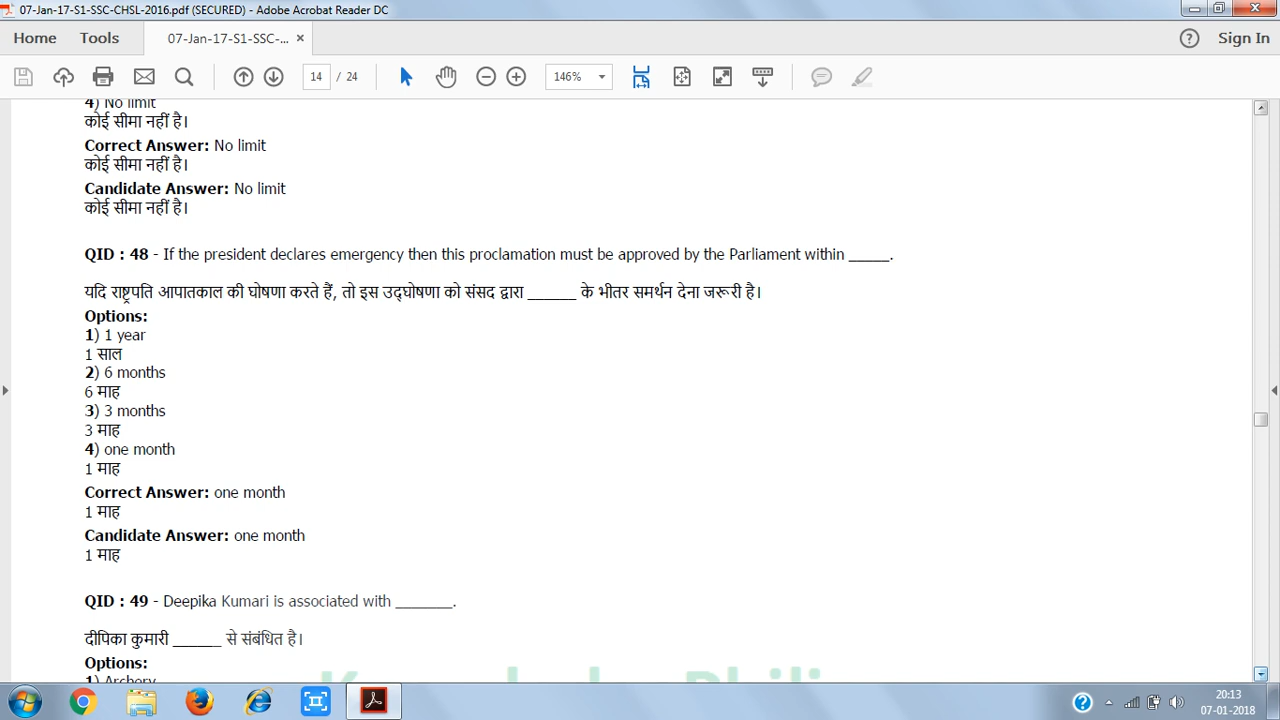 07-Jan-17-S1-SSC-CHSL-2016.pdf (SECURED) - Adobe Acrobat Reader DC
Home Tools 07-Jan-17-S1-SSC-... × Sign In
14 / 24 146%
4) No limit
कोई सीमा नहीं है।
Correct Answer: No limit
कोई सीमा नहीं है।
Candidate Answer: No limit
कोई सीमा नहीं है।
QID : 48 - If the president declares emergency then this proclamation must be approved by the Parliament within _____.
यदि राष्ट्रपति आपातकाल की घोषणा करते हैं, तो इस उद्घोषणा को संसद द्वारा ______ के भीतर समर्थन देना जरूरी है।
Options:
1) 1 year
1 साल
2) 6 months
6 माह
3) 3 months
3 माह
4) one month
1 माह
Correct Answer: one month
1 माह
Candidate Answer: one month
1 माह
QID : 49 - Deepika Kumari is associated with _______.
दीपिका कुमारी ______ से संबंधित है।
Options:
1) Archery
20:13
07-01-2018